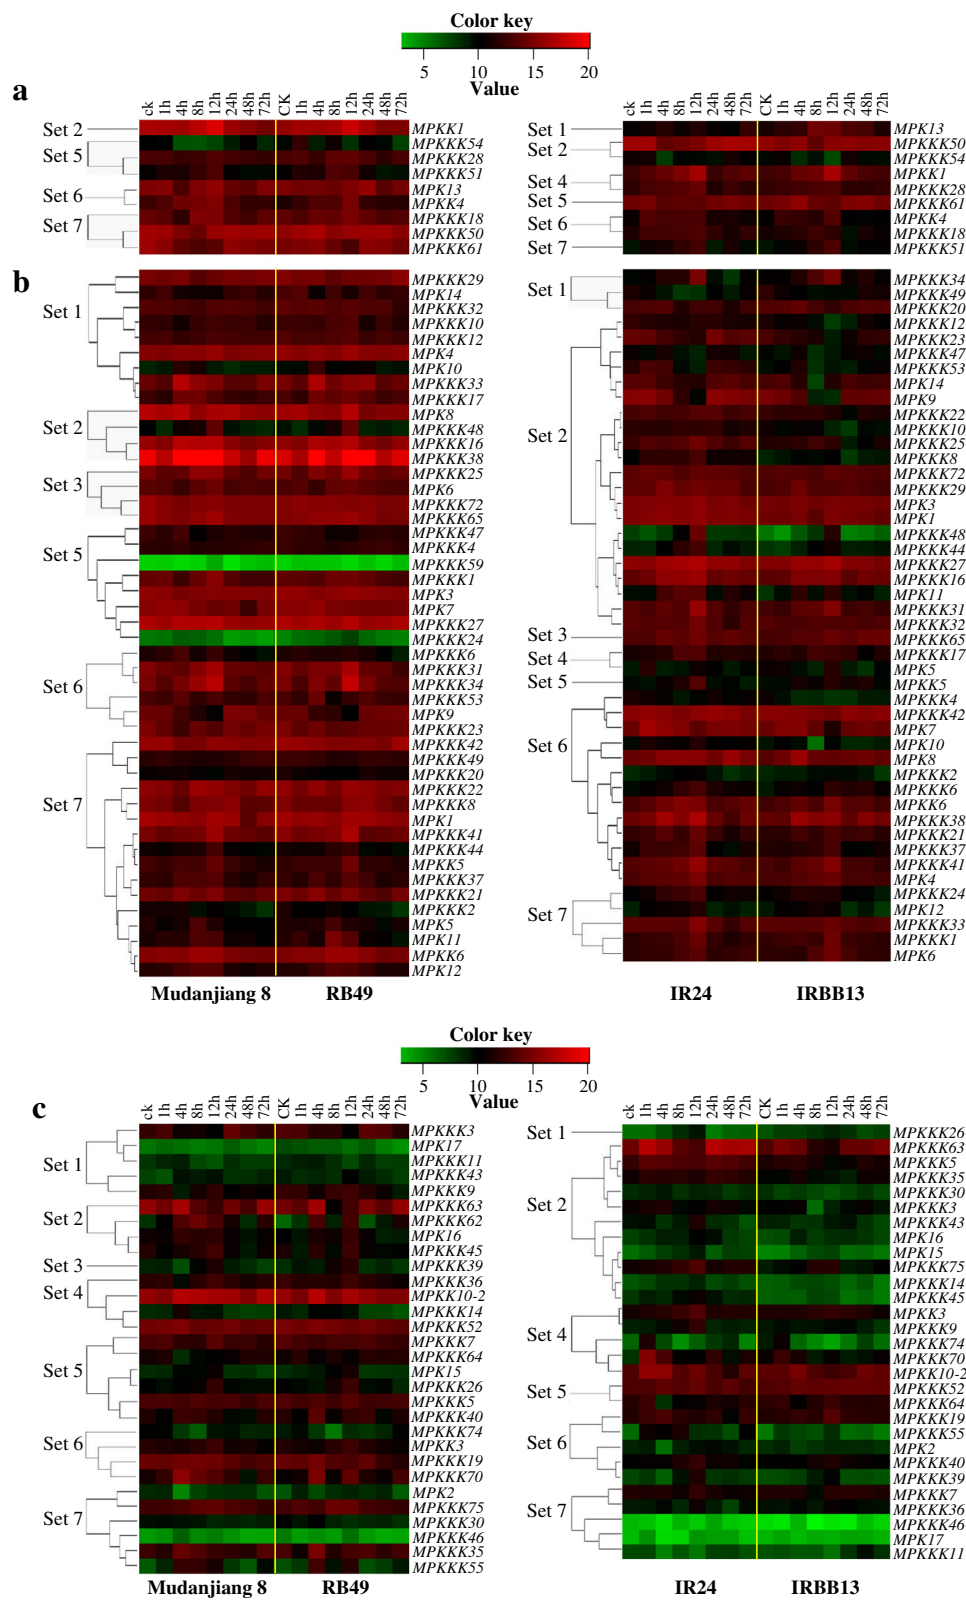 Color key
5 10 15 20
Value
a
ck 1h 4h 8h 12h 24h 48h 72h CK 1h 4h 8h 12h 24h 48h 72h
Set 2
Set 5
Set 6
Set 7
MPKK1
MPKKK54
MPKKK28
MPKKK51
MPK13
MPKK4
MPKKK18
MPKKK50
MPKKK61
ck 1h 4h 8h 12h 24h 48h 72h CK 1h 4h 8h 12h 24h 48h 72h
Set 1
Set 2
Set 4
Set 5
Set 6
Set 7
MPK13
MPKKK50
MPKKK54
MPKK1
MPKKK28
MPKKK61
MPKK4
MPKKK18
MPKKK51
b
Set 1
Set 2
Set 3
Set 5
Set 6
Set 7
MPKKK29
MPK14
MPKKK32
MPKKK10
MPKKK12
MPK4
MPK10
MPKKK33
MPKKK17
MPK8
MPKKK48
MPKKK16
MPKKK38
MPKKK25
MPK6
MPKKK72
MPKKK65
MPKKK47
MPKKK4
MPKKK59
MPKKK1
MPK3
MPK7
MPKKK27
MPKKK24
MPKKK6
MPKKK31
MPKKK34
MPKKK53
MPK9
MPKKK23
MPKKK42
MPKKK49
MPKKK20
MPKKK22
MPKKK8
MPK1
MPKKK41
MPKKK44
MPKK5
MPKKK37
MPKKK21
MPKKK2
MPK5
MPK11
MPKK6
MPK12
Mudanjiang 8 RB49
Set 1
Set 2
Set 3
Set 4
Set 5
Set 6
Set 7
MPKKK34
MPKKK49
MPKKK20
MPKKK12
MPKKK23
MPKKK47
MPKKK53
MPK14
MPK9
MPKKK22
MPKKK10
MPKKK25
MPKKK8
MPKKK72
MPKKK29
MPK3
MPK1
MPKKK48
MPKKK44
MPKKK27
MPKKK16
MPK11
MPKKK31
MPKKK32
MPKKK65
MPKKK17
MPK5
MPKK5
MPKKK4
MPKKK42
MPK7
MPK10
MPK8
MPKKK2
MPKKK6
MPKK6
MPKKK38
MPKKK21
MPKKK37
MPKKK41
MPK4
MPKKK24
MPK12
MPKKK33
MPKKK1
MPK6
IR24 IRBB13
Color key
5 10 15 20
Value
c
ck 1h 4h 8h 12h 24h 48h 72h CK 1h 4h 8h 12h 24h 48h 72h
Set 1
Set 2
Set 3
Set 4
Set 5
Set 6
Set 7
MPKKK3
MPK17
MPKKK11
MPKKK43
MPKKK9
MPKKK63
MPKKK62
MPK16
MPKKK45
MPKKK39
MPKKK36
MPKK10-2
MPKKK14
MPKKK52
MPKKK7
MPKKK64
MPK15
MPKKK26
MPKKK5
MPKKK40
MPKKK74
MPKK3
MPKKK19
MPKKK70
MPK2
MPKKK75
MPKKK30
MPKKK46
MPKKK35
MPKKK55
Mudanjiang 8 RB49
ck 1h 4h 8h 12h 24h 48h 72h CK 1h 4h 8h 12h 24h 48h 72h
Set 1
Set 2
Set 4
Set 5
Set 6
Set 7
MPKKK26
MPKKK63
MPKKK5
MPKKK35
MPKKK30
MPKKK3
MPKKK43
MPK16
MPK15
MPKKK75
MPKKK14
MPKKK45
MPKK3
MPKKK9
MPKKK74
MPKKK70
MPKK10-2
MPKKK52
MPKKK64
MPKKK19
MPKKK55
MPK2
MPKKK40
MPKKK39
MPKKK7
MPKKK36
MPKKK46
MPK17
MPKKK11
IR24 IRBB13